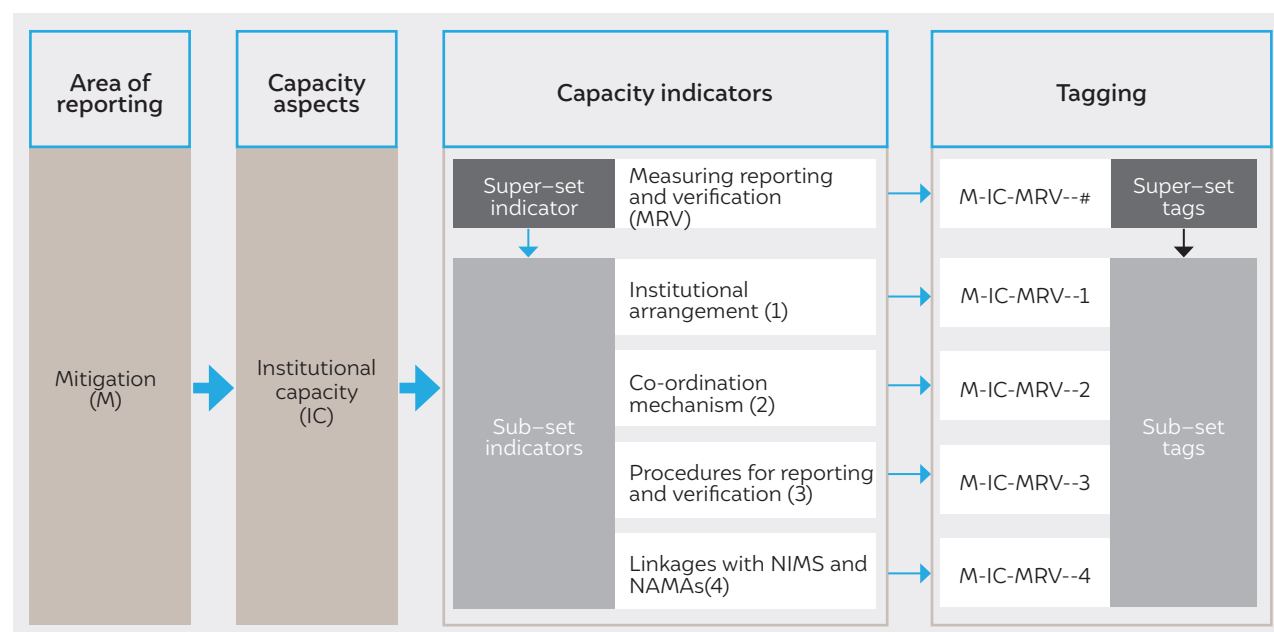 Area of
reporting
Capacity
aspects
Capacity indicators
Tagging
Mitigation
(M)
Institutional
capacity
(IC)
Super–set
indicator
Measuring reporting
and verification
(MRV)
M-IC-MRV--#
Super–set
tags
Sub–set
indicators
Institutional
arrangement (1)
M-IC-MRV--1
Co-ordination
mechanism (2)
M-IC-MRV--2
Procedures for reporting
and verification (3)
M-IC-MRV--3
Linkages with NIMS and
NAMAs(4)
M-IC-MRV--4
Sub–set
tags